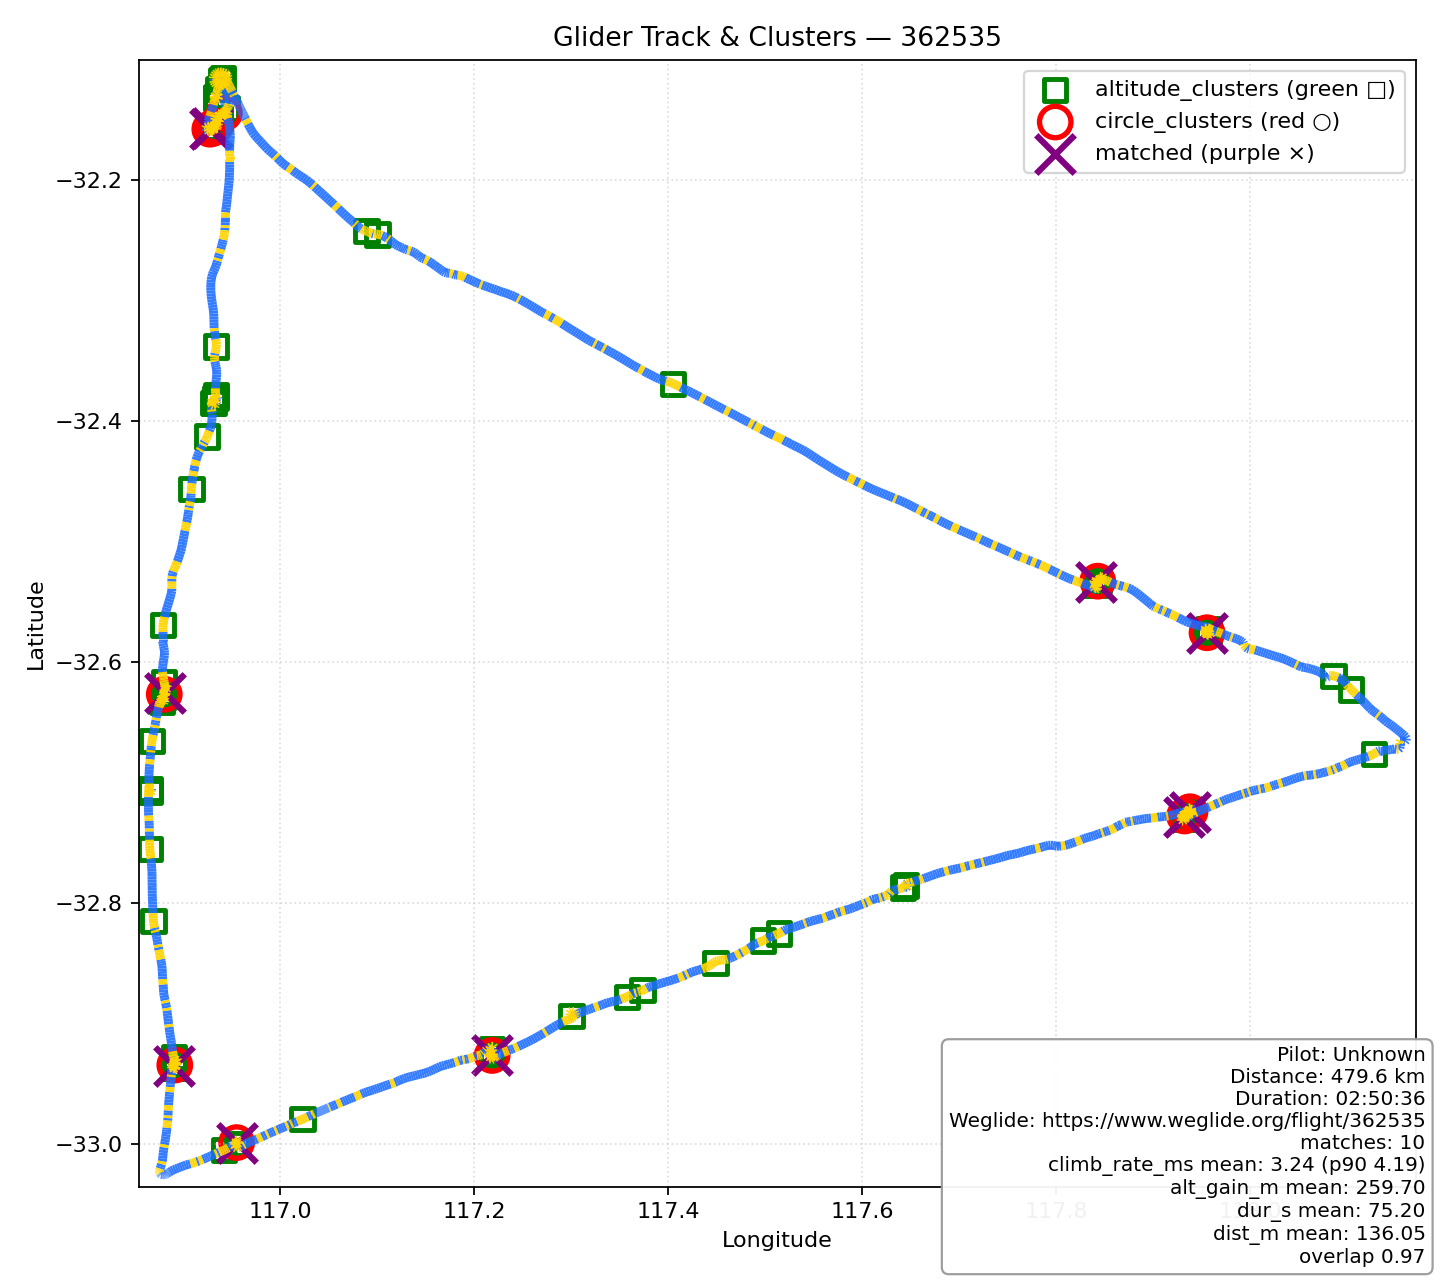 Glider Track & Clusters — 362535
altitude_clusters (green □)
circle_clusters (red ○)
matched (purple ×)
−32.2
−32.4
−32.6
−32.8
−33.0
Latitude
117.0
117.2
117.4
117.6
117.8
Longitude
Pilot: Unknown
Distance: 479.6 km
Duration: 02:50:36
Weglide: https://www.weglide.org/flight/362535
matches: 10
climb_rate_ms mean: 3.24 (p90 4.19)
alt_gain_m mean: 259.70
dur_s mean: 75.20
dist_m mean: 136.05
overlap 0.97